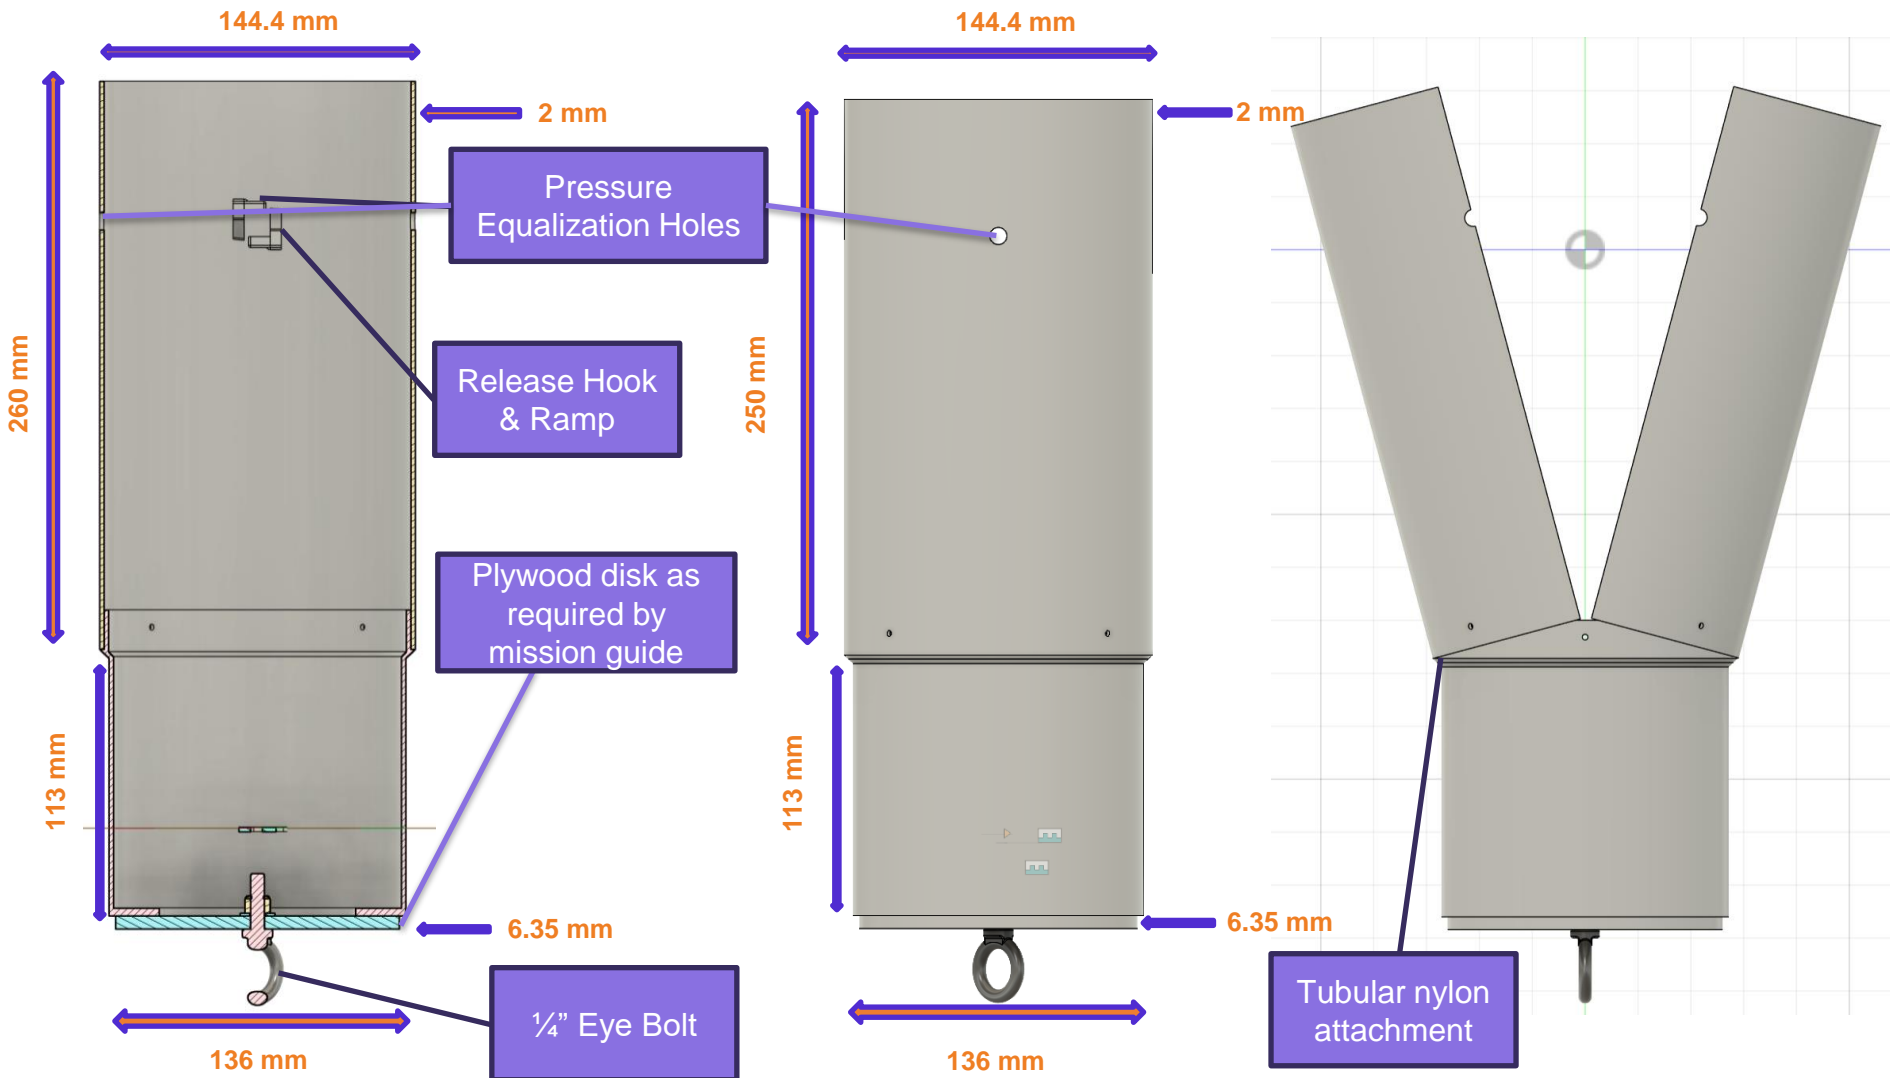 144.4 mm
144.4 mm
2 mm
2 mm
Pressure
Equalization Holes
260 mm
250 mm
Release Hook
& Ramp
Plywood disk as
required by
mission guide
113 mm
113 mm
6.35 mm
6.35 mm
¼” Eye Bolt
Tubular nylon
attachment
136 mm
136 mm